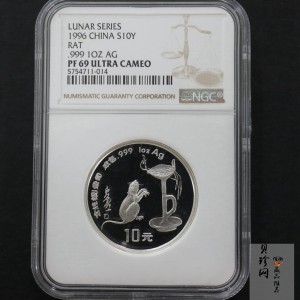 LUNAR SERIES
1996 CHINA S10Y
RAT
.999 1OZ AG
PF 69 ULTRA CAMEO
5754711-014
NUMISMATIC GUARANTY CORPORATION
NGC
.999 1oz Ag
10元